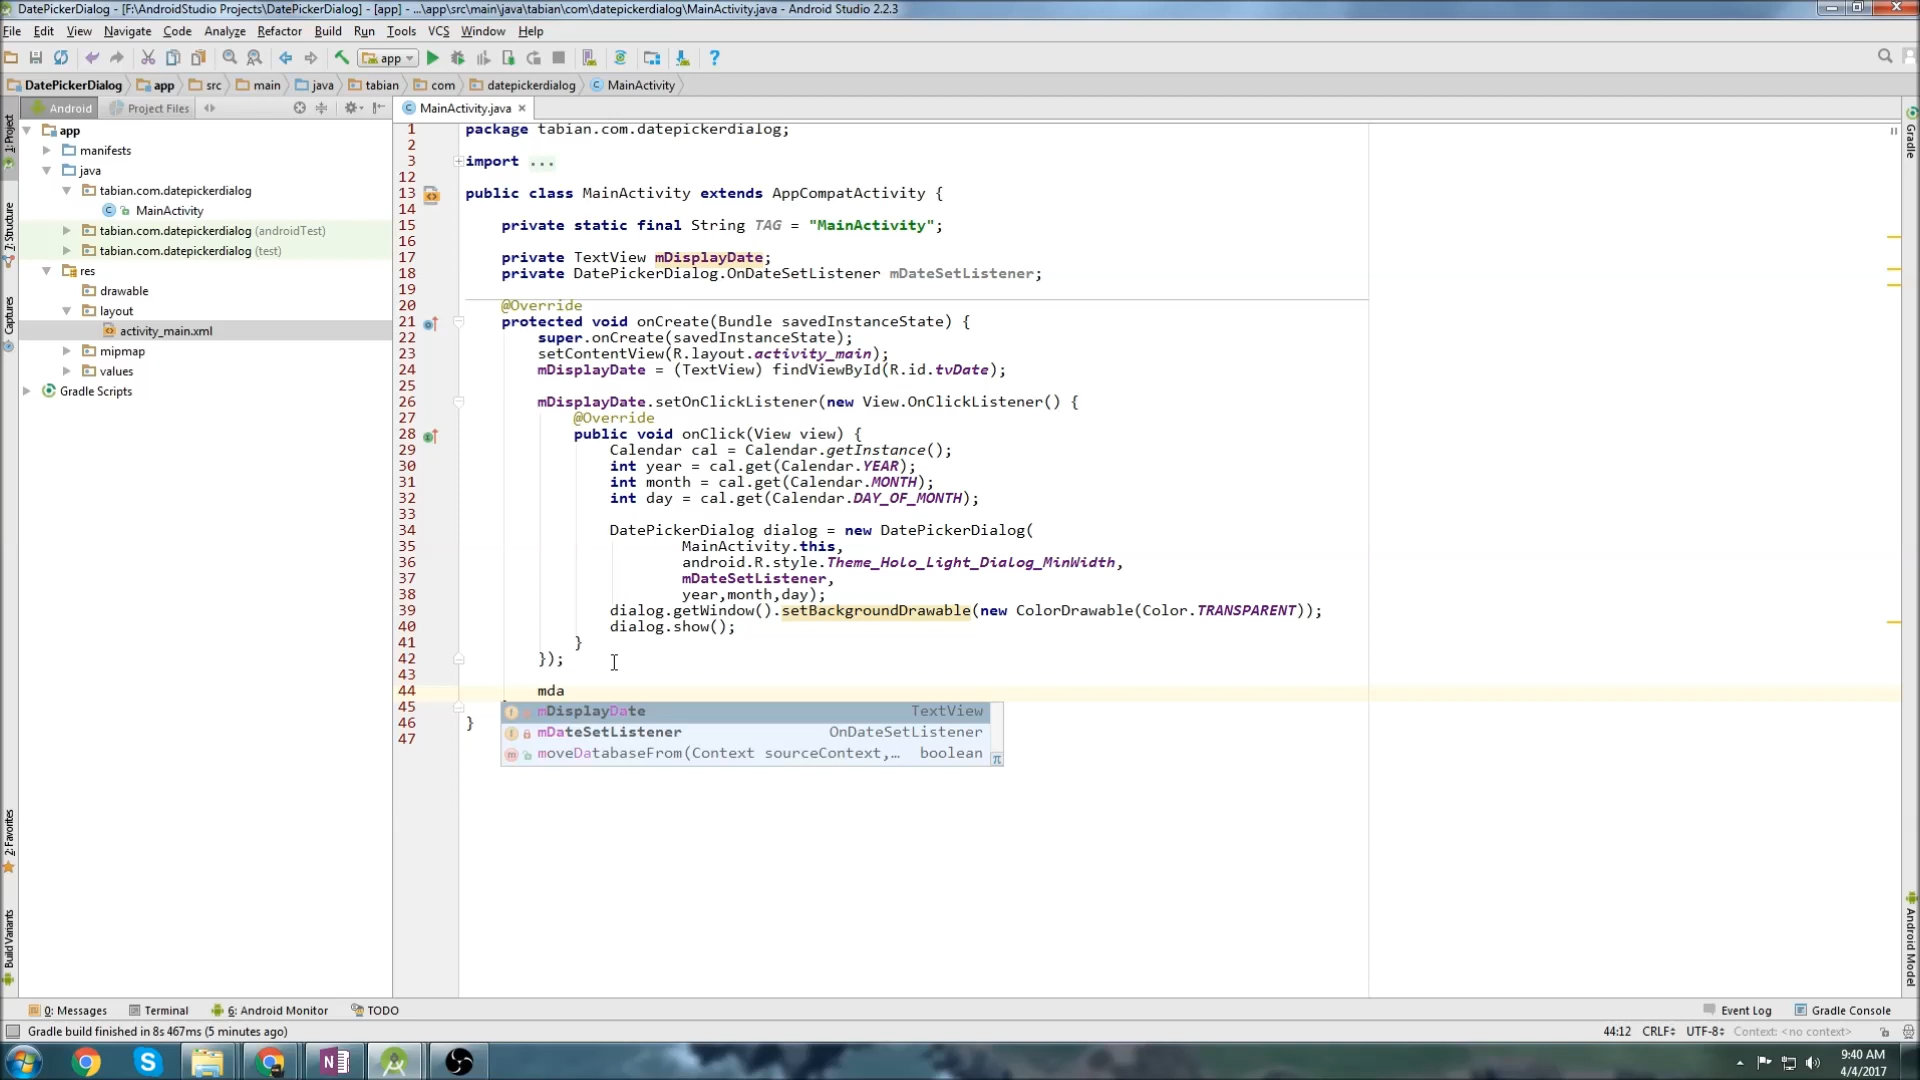 DatePickerDialog - [F:\AndroidStudio Projects\DatePickerDialog] - [app] - ...\app\src\main\java\tabian\com\datepickerdialog\MainActivity.java - Android Studio 2.2.3
File Edit View Navigate Code Analyze Refactor Build Run Tools VCS Window Help
app
DatePickerDialog app src main java tabian com datepickerdialog MainActivity
Android Project Files MainActivity.java
1: Project
7: Structure
Captures
2: Favorites
Build Variants
app
manifests
java
tabian.com.datepickerdialog
MainActivity
tabian.com.datepickerdialog (androidTest)
tabian.com.datepickerdialog (test)
res
drawable
layout
activity_main.xml
mipmap
values
Gradle Scripts
1 package tabian.com.datepickerdialog;
2
3 import ...
12
13 public class MainActivity extends AppCompatActivity {
14
15 private static final String TAG = "MainActivity";
16
17 private TextView mDisplayDate;
18 private DatePickerDialog.OnDateSetListener mDateSetListener;
19
20 @Override
21 protected void onCreate(Bundle savedInstanceState) {
22 super.onCreate(savedInstanceState);
23 setContentView(R.layout.activity_main);
24 mDisplayDate = (TextView) findViewById(R.id.tvDate);
25
26 mDisplayDate.setOnClickListener(new View.OnClickListener() {
27 @Override
28 public void onClick(View view) {
29 Calendar cal = Calendar.getInstance();
30 int year = cal.get(Calendar.YEAR);
31 int month = cal.get(Calendar.MONTH);
32 int day = cal.get(Calendar.DAY_OF_MONTH);
33
34 DatePickerDialog dialog = new DatePickerDialog(
35 MainActivity.this,
36 android.R.style.Theme_Holo_Light_Dialog_MinWidth,
37 mDateSetListener,
38 year,month,day);
39 dialog.getWindow().setBackgroundDrawable(new ColorDrawable(Color.TRANSPARENT));
40 dialog.show();
41 }
42 });
43
44 mda
45
46 }
47
mDisplayDate TextView
mDateSetListener OnDateSetListener
moveDatabaseFrom(Context sourceContext,... boolean
Gradle
Android Model
0: Messages Terminal 6: Android Monitor TODO Event Log Gradle Console
Gradle build finished in 8s 467ms (5 minutes ago) 44:12 CRLF UTF-8 Context: <no context>
9:40 AM
4/4/2017